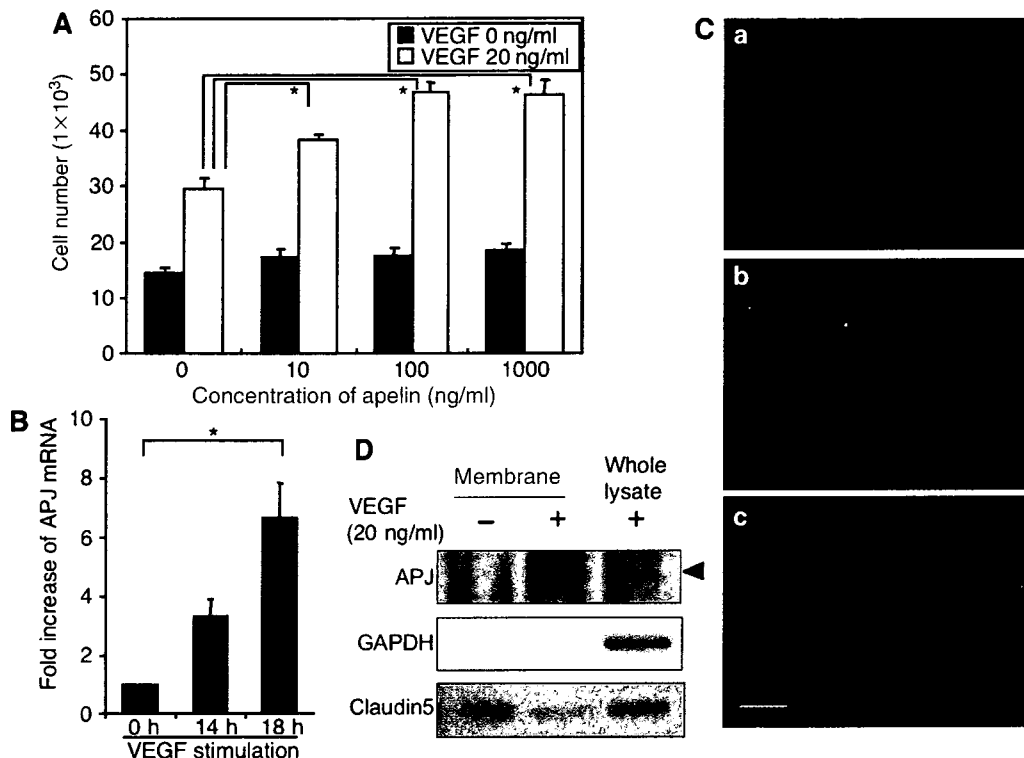 A
60
50
40
30
20
10
0
Cell number (1×10³)
VEGF 0 ng/ml
VEGF 20 ng/ml
* * *
0 10 100 1000
Concentration of apelin (ng/ml)
B
10
8
6
4
2
0
Fold increase of APJ mRNA
*
0 h 14 h 18 h
VEGF stimulation
C
a
b
c
D
Membrane
Whole
lysate
VEGF
(20 ng/ml)
− + +
APJ
GAPDH
Claudin5